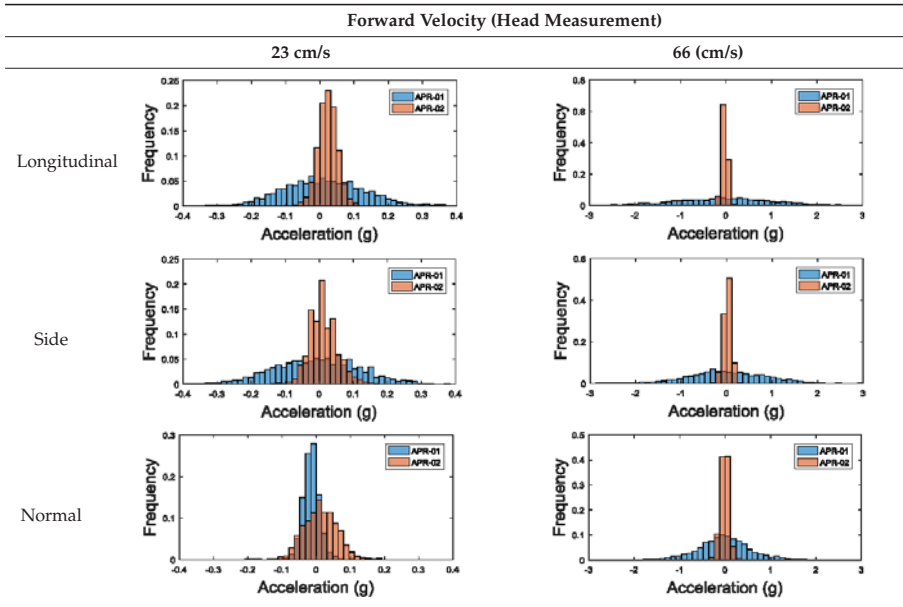 Forward Velocity (Head Measurement)
23 cm/s
66 (cm/s)
Longitudinal
Frequency
0.25
0.2
0.15
0.1
0.05
0
APR-01
APR-02
-0.4 -0.3 -0.2 -0.1 0 0.1 0.2 0.3 0.4
Acceleration (g)
Frequency
0.8
0.6
0.4
0.2
0
APR-01
APR-02
-3 -2 -1 0 1 2 3
Acceleration (g)
Side
Frequency
0.25
0.2
0.15
0.1
0.05
0
APR-01
APR-02
-0.4 -0.3 -0.2 -0.1 0 0.1 0.2 0.3 0.4
Acceleration (g)
Frequency
0.6
0.4
0.2
0
APR-01
APR-02
-3 -2 -1 0 1 2 3
Acceleration (g)
Normal
Frequency
0.3
0.2
0.1
0
APR-01
APR-02
-0.4 -0.3 -0.2 -0.1 0 0.1 0.2 0.3 0.4
Acceleration (g)
Frequency
0.5
0.4
0.3
0.2
0.1
0
APR-01
APR-02
-3 -2 -1 0 1 2 3
Acceleration (g)